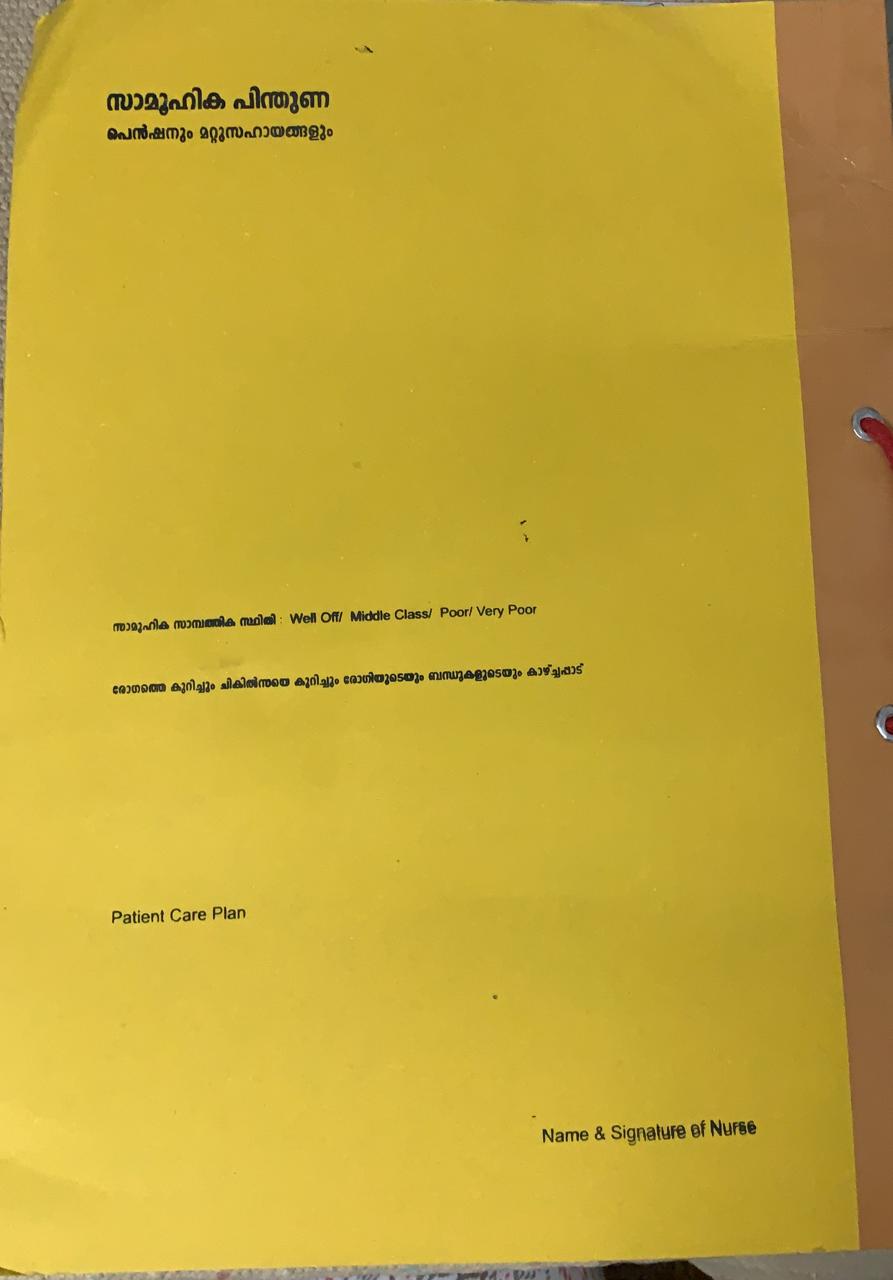 സാമൂഹിക പിന്തുണ
പെൻഷനും മറ്റുസഹായങ്ങളും
സാമൂഹിക സാമ്പത്തിക സ്ഥിതി : Well Off/ Middle Class/ Poor/ Very Poor
രോഗത്തെ കുറിച്ചും ചികിൽസയെ കുറിച്ചും രോഗിയുടെയും ബന്ധുകളുടെയും കാഴ്ച്ചപ്പാട്
Patient Care Plan
Name & Signature of Nurse